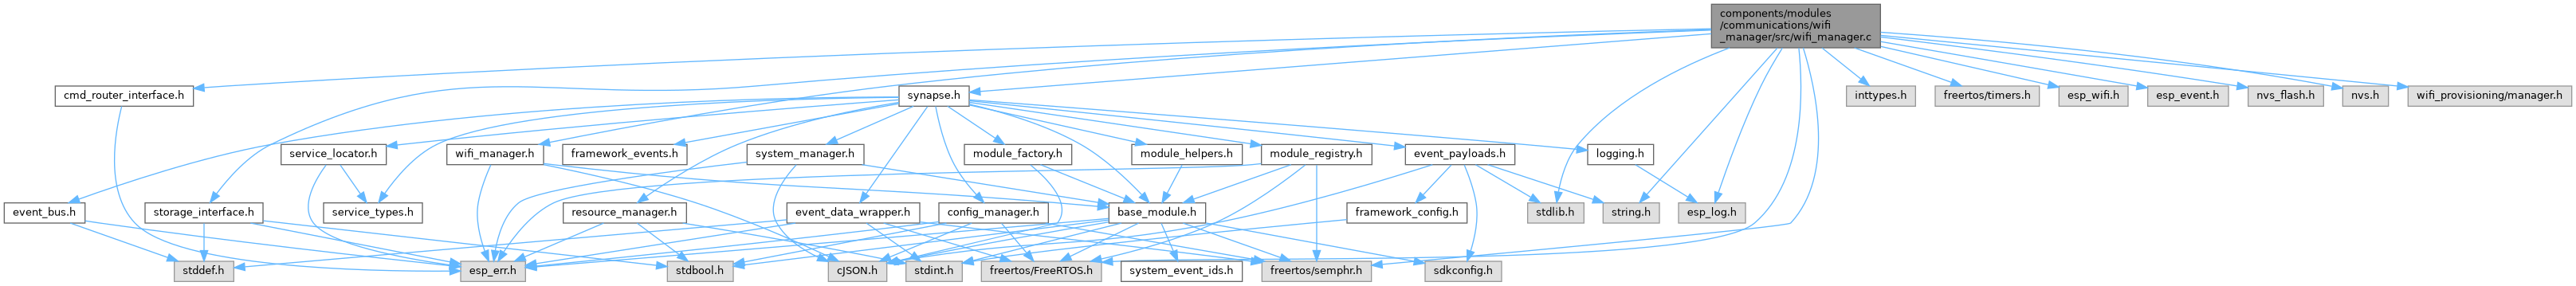 components/modules
/communications/wifi
_manager/src/wifi_manager.c
cmd_router_interface.h
synapse.h
inttypes.h
freertos/timers.h
esp_wifi.h
esp_event.h
nvs_flash.h
nvs.h
wifi_provisioning/manager.h
service_locator.h
wifi_manager.h
framework_events.h
system_manager.h
module_factory.h
module_helpers.h
module_registry.h
event_payloads.h
logging.h
event_bus.h
storage_interface.h
service_types.h
resource_manager.h
event_data_wrapper.h
config_manager.h
base_module.h
framework_config.h
stdlib.h
string.h
esp_log.h
stddef.h
esp_err.h
stdbool.h
cJSON.h
stdint.h
freertos/FreeRTOS.h
system_event_ids.h
freertos/semphr.h
sdkconfig.h